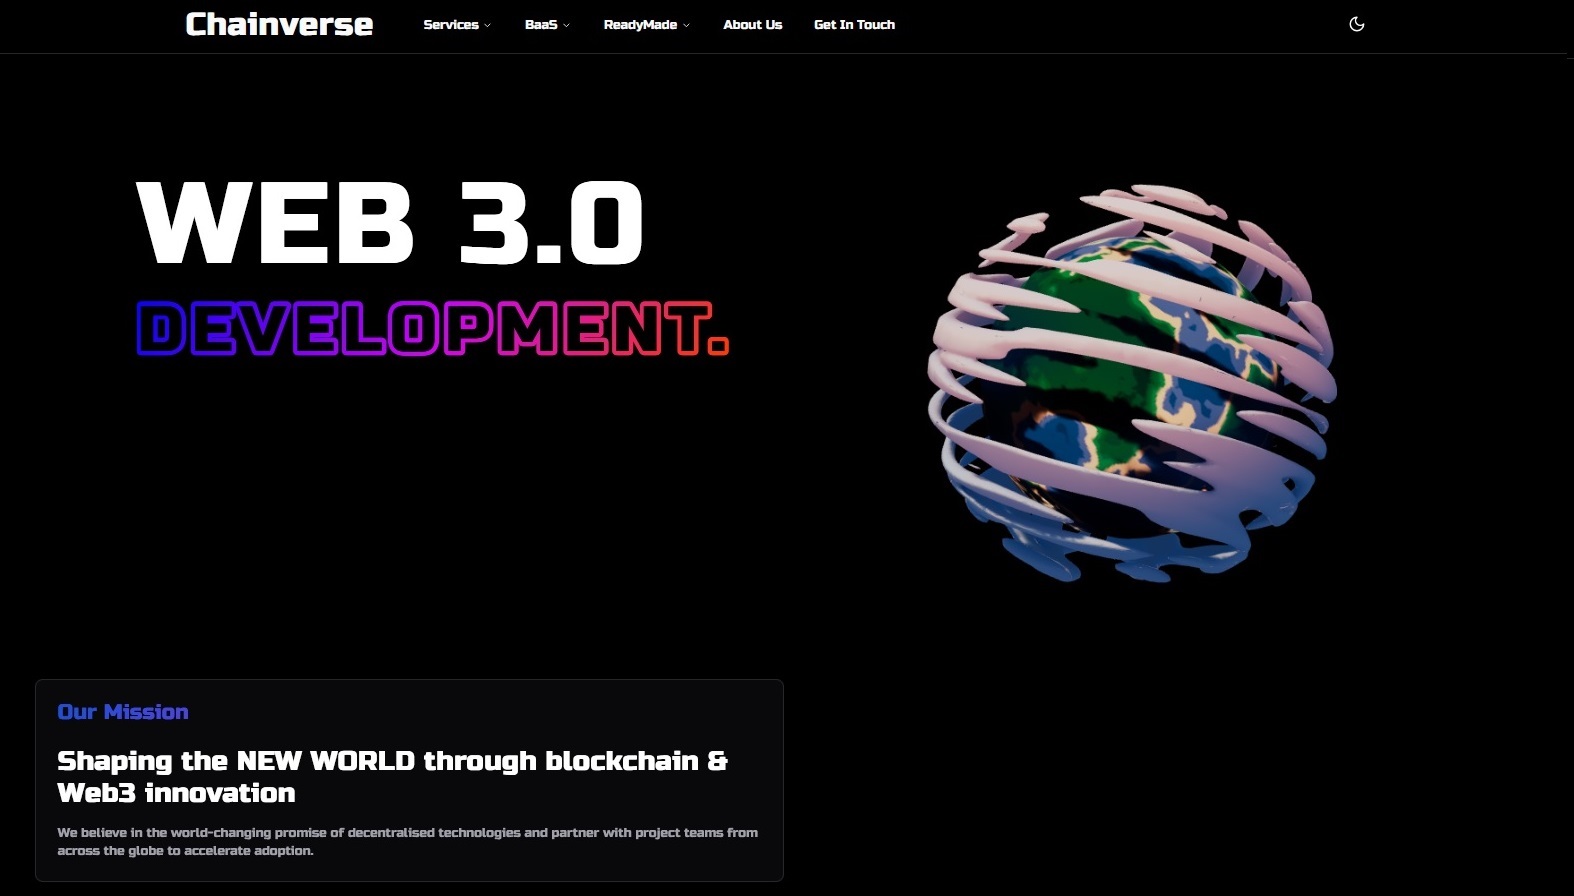 Chainverse
Services
BaaS
ReadyMade
About Us
Get In Touch
WEB 3.0
DEVELOPMENT.
Our Mission
Shaping the NEW WORLD through blockchain &
Web3 innovation
We believe in the world-changing promise of decentralised technologies and partner with project teams from
across the globe to accelerate adoption.